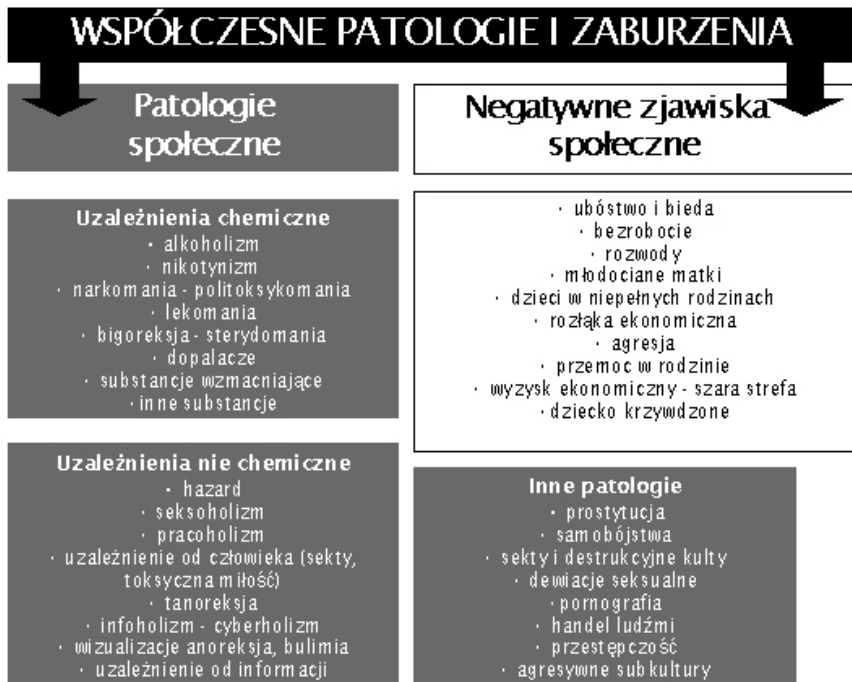 WSPÓŁCZESNE PATOLOGIE I ZABURZENIA
Patologie
społeczne
Uzależnienia chemiczne
· alkoholizm
· nikotynizm
· narkomania - politoksykomania
· lekomania
· bigoreksja - sterydomania
· dopalacze
· substancje wzmacniające
· inne substancje
Uzależnienia nie chemiczne
· hazard
· seksoholizm
· pracoholizm
· uzależnienie od człowieka (sekty,
toksyczna miłość)
· tanoreksja
· infoholizm - cyberholizm
· wizualizacje anoreksja, bulimia
· uzależnienie od informacji
Negatywne zjawiska
społeczne
· ubóstwo i bieda
· bezrobocie
· rozwody
· młodociane matki
· dzieci w niepełnych rodzinach
· rozłąka ekonomiczna
· agresja
· przemoc w rodzinie
· wyzysk ekonomiczny - szara strefa
· dziecko krzywdzone
Inne patologie
· prostytucja
· samobójstwa
· sekty i destrukcyjne kulty
· dewiacje seksualne
· pornografia
· handel ludźmi
· przestępczość
· agresywne subkultury